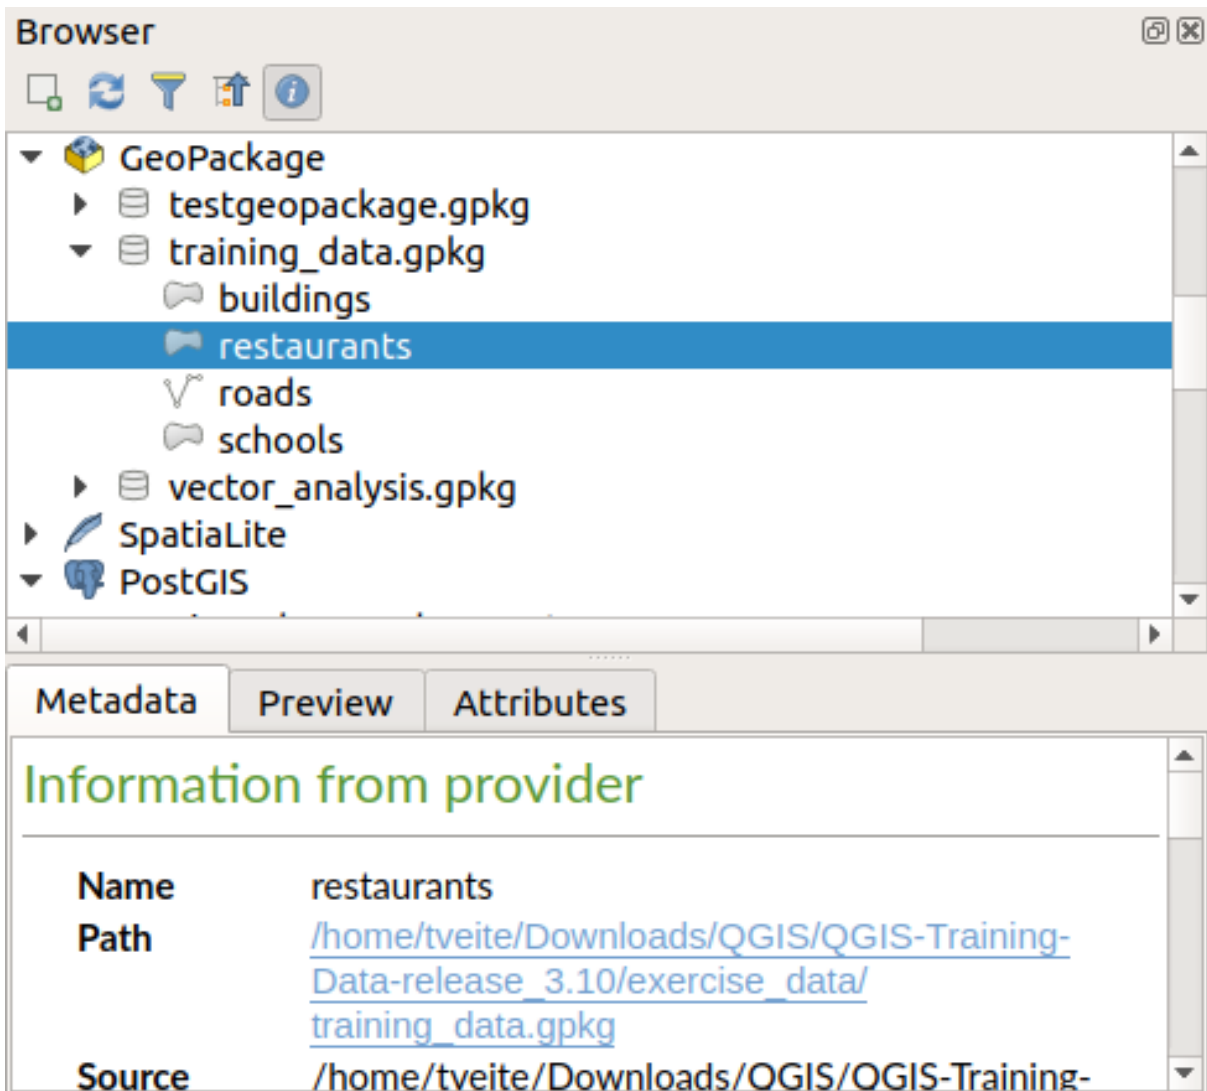 Browser
GeoPackage
testgeopackage.gpkg
training_data.gpkg
buildings
restaurants
roads
schools
vector_analysis.gpkg
SpatiaLite
PostGIS
Metadata Preview Attributes
Information from provider
Name restaurants
Path /home/tveite/Downloads/QGIS/QGIS-Training-
Data-release_3.10/exercise_data/
training_data.gpkg
Source /home/tveite/Downloads/QGIS/QGIS-Training-